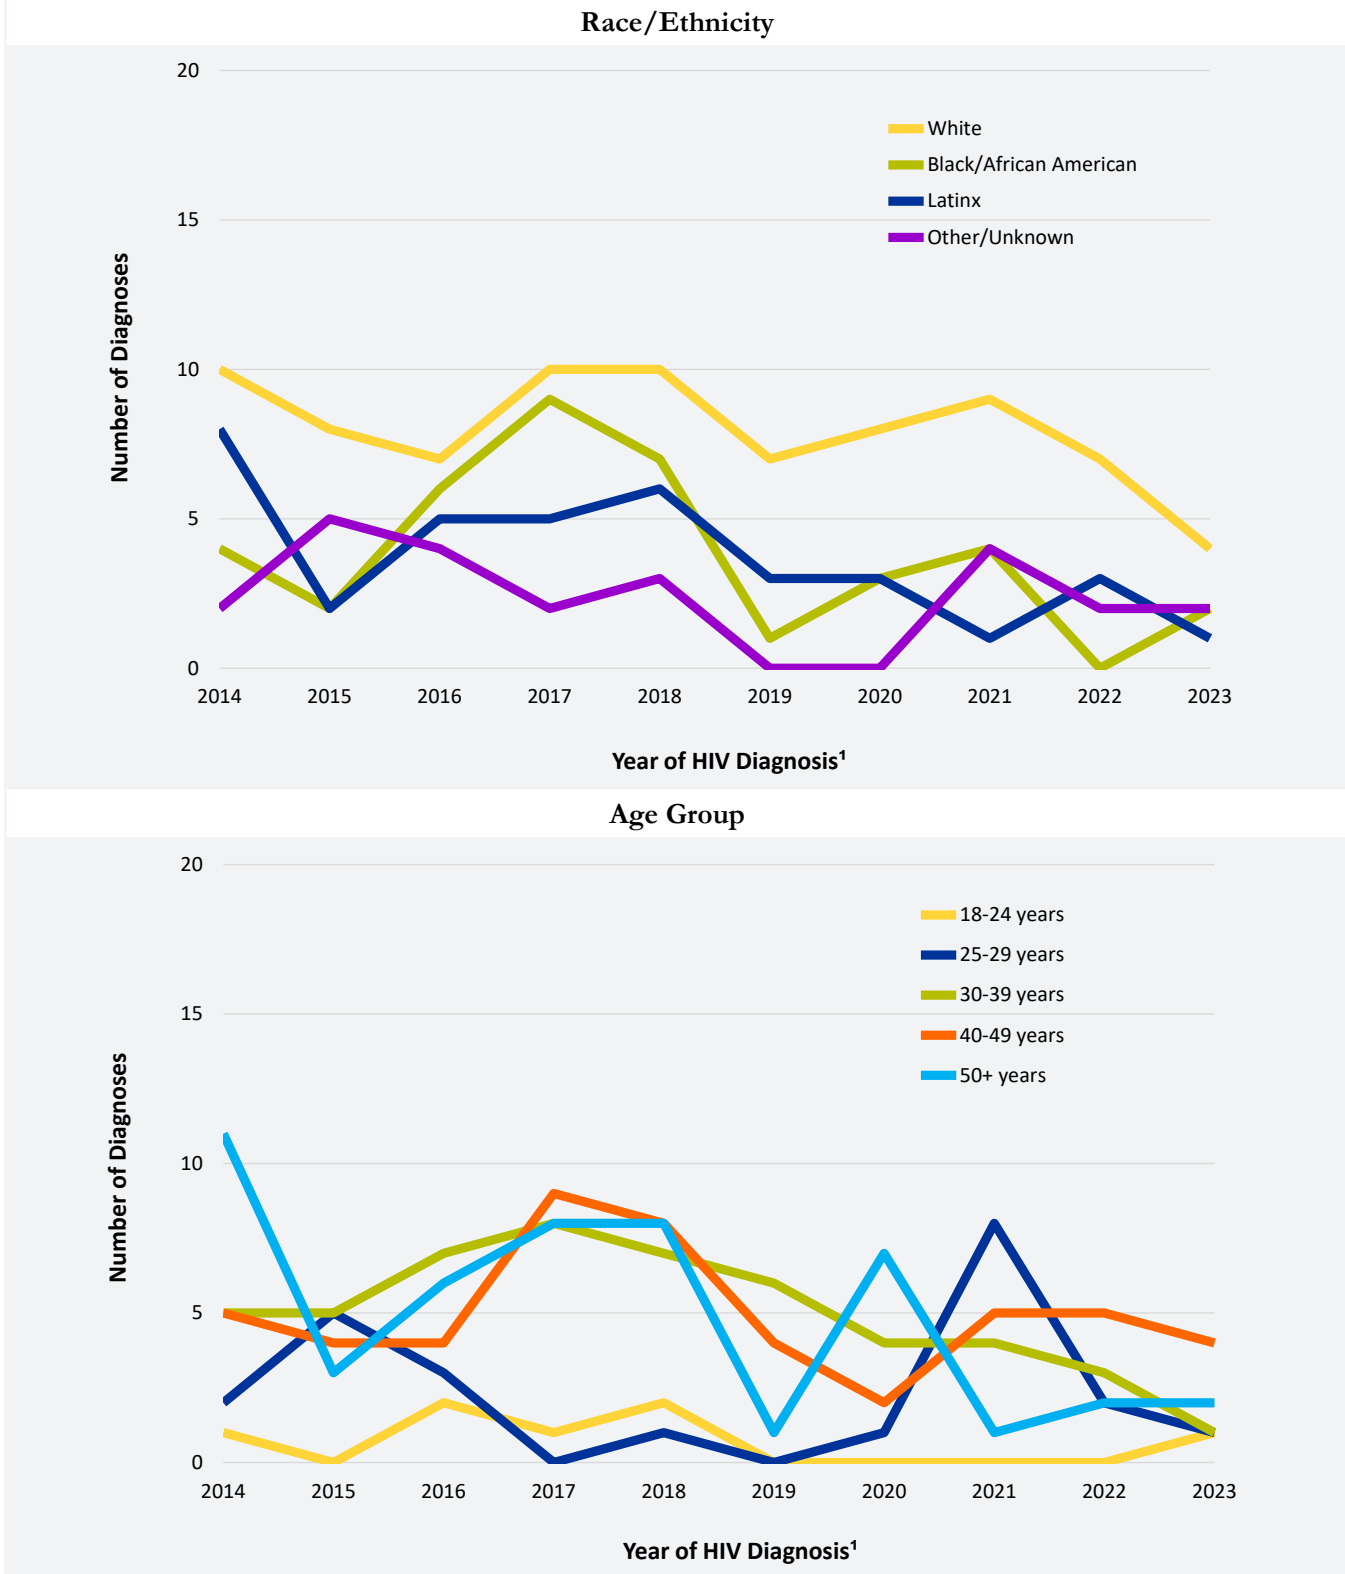 Race/Ethnicity
20
White
Black/African American
15
Latinx
Other/Unknown
Number of Diagnoses
10
5
0
2014 2015 2016 2017 2018 2019 2020 2021 2022 2023
Year of HIV Diagnosis¹
Age Group
20
18-24 years
25-29 years
30-39 years
15
40-49 years
50+ years
Number of Diagnoses
10
5
0
2014 2015 2016 2017 2018 2019 2020 2021 2022 2023
Year of HIV Diagnosis¹